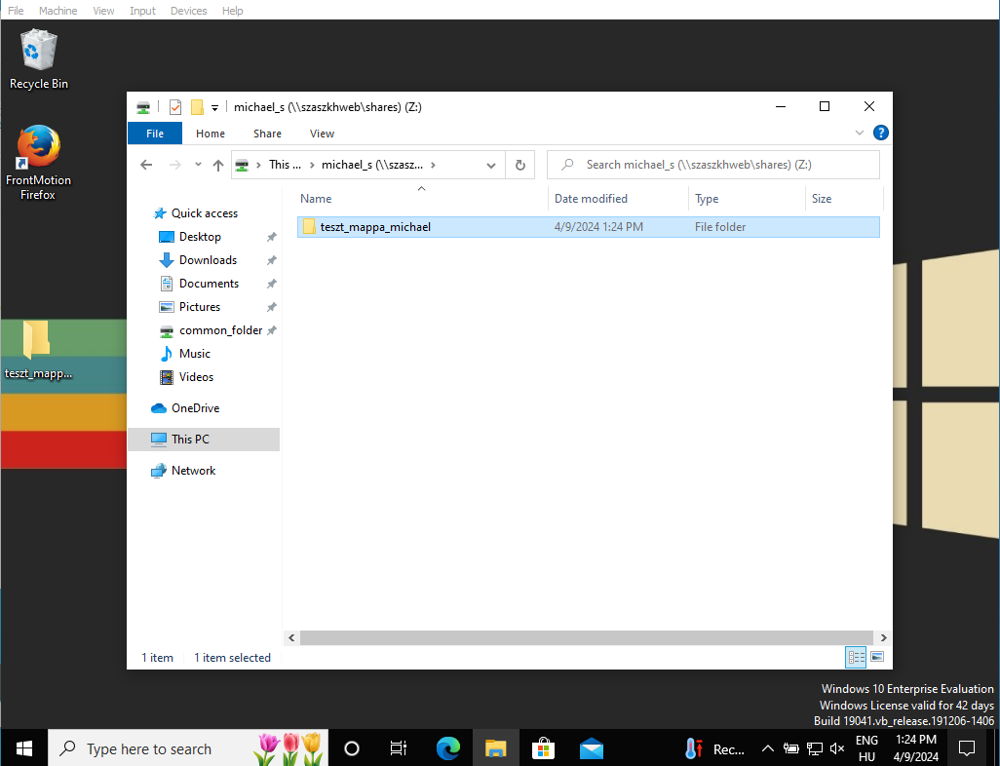 File Machine View Input Devices Help
Recycle Bin
FrontMotion
Firefox
teszt_mapp...
michael_s (\\szaszkhweb\shares) (Z:)
File Home Share View
This ... michael_s (\\szasz... Search michael_s (\\szaszkhweb\shares) (Z:)
Name Date modified Type Size
teszt_mappa_michael 4/9/2024 1:24 PM File folder
Quick access
Desktop
Downloads
Documents
Pictures
common_folder
Music
Videos
OneDrive
This PC
Network
1 item 1 item selected
Windows 10 Enterprise Evaluation
Windows License valid for 42 days
Build 19041.vb_release.191206-1406
Type here to search
Rec...
ENG
HU
1:24 PM
4/9/2024